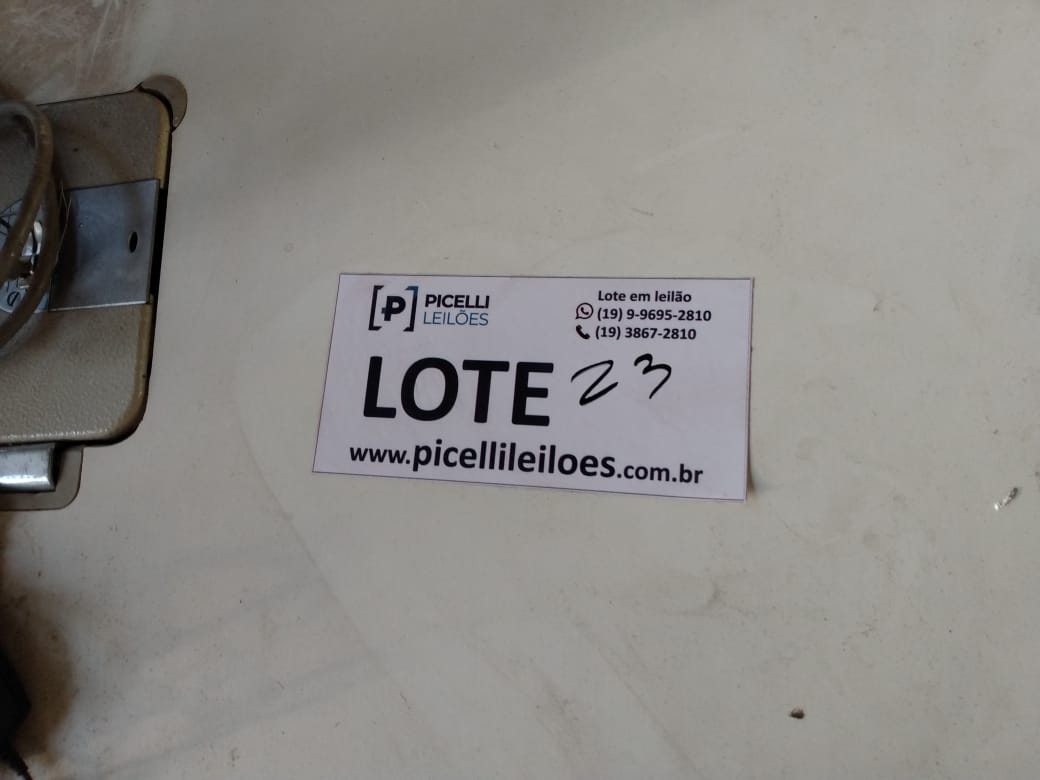 PICELLI
LEILÕES
Lote em leilão
(19) 9-9695-2810
(19) 3867-2810
LOTE 23
www.picellileiloes.com.br